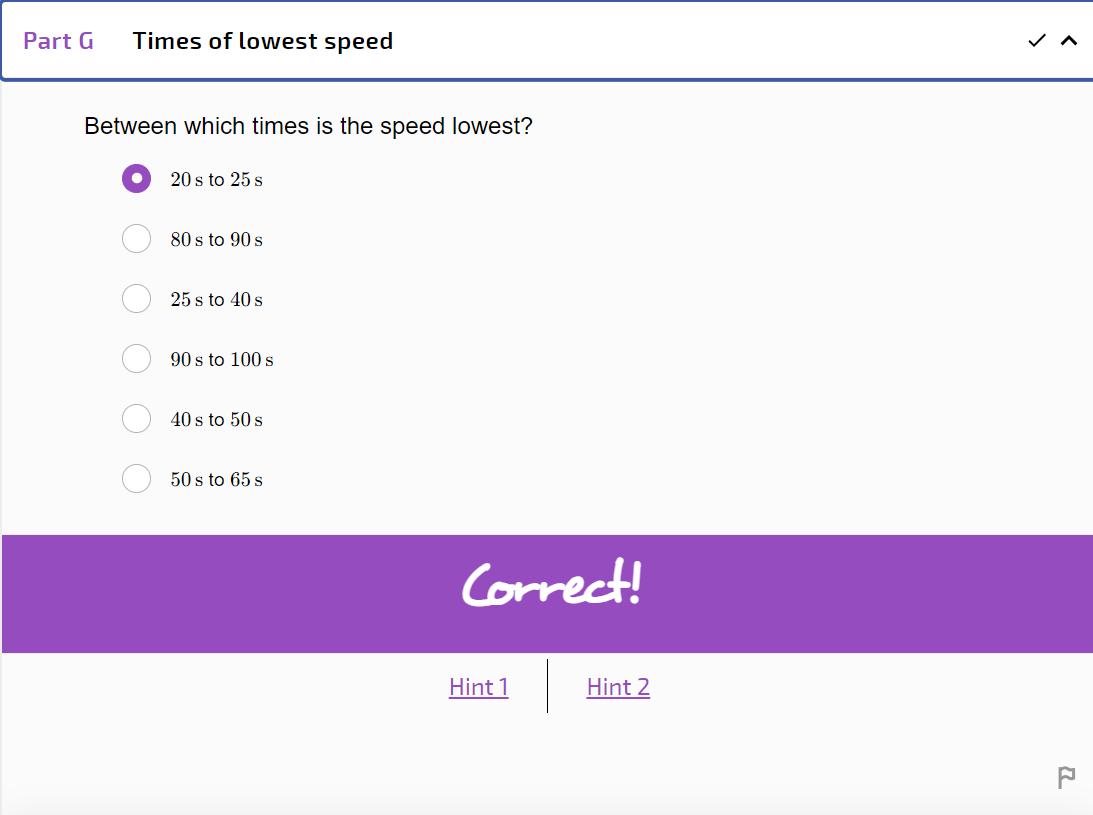 Part G Times of lowest speed
Between which times is the speed lowest?
20 s to 25 s
80 s to 90 s
25 s to 40 s
90 s to 100 s
40 s to 50 s
50 s to 65 s
Correct!
Hint 1 Hint 2